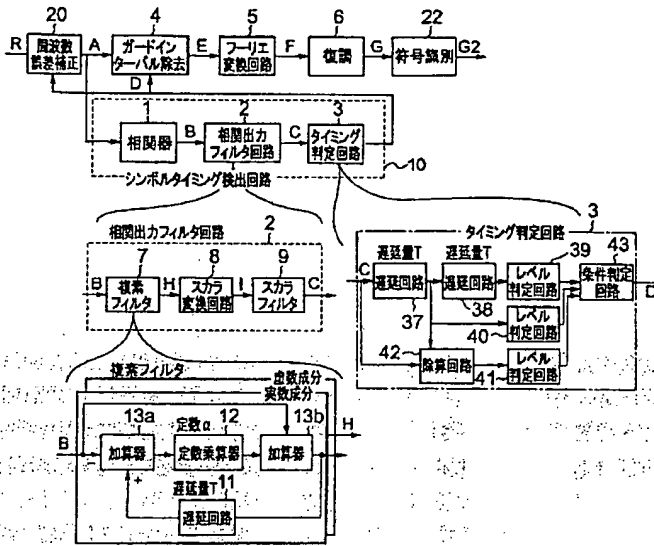 20
4
5
6
22
R
周波数
誤差補正
A
ガードイン
ターバル除去
E
フーリエ
変換回路
F
復調
G
符号識別
G2
D
1
2
3
相関器
B
相関出力
フィルタ回路
C
タイミング
判定回路
10
シンボルタイミング検出回路
相関出力フィルタ回路
2
7
8
9
B
複素
フィルタ
H
スカラ
変換回路
I
スカラ
フィルタ
C
タイミング判定回路
3
遅延量T
遅延量T
39
43
C
遅延回路
遅延回路
レベル
判定回路
条件判定
回路
D
37
38
レベル
判定回路
40
42
除算回路
レベル
判定回路
41
複素フィルタ
虚数成分
実数成分
13a
定数α
12
13b
H
B
加算器
定数乗算器
加算器
-
+
遅延量T
11
遅延回路